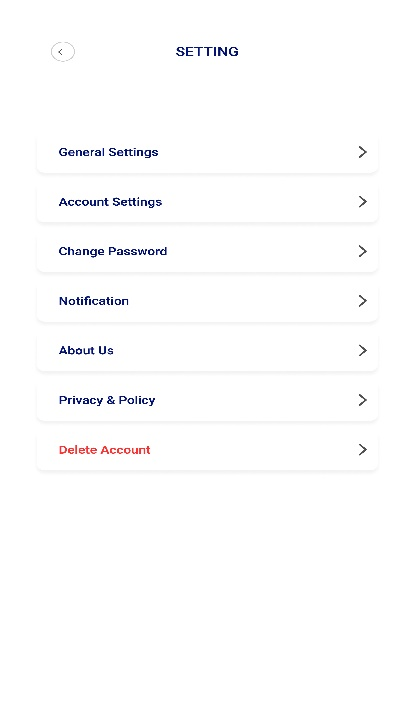 SETTING
General Settings
Account Settings
Change Password
Notification
About Us
Privacy & Policy
Delete Account